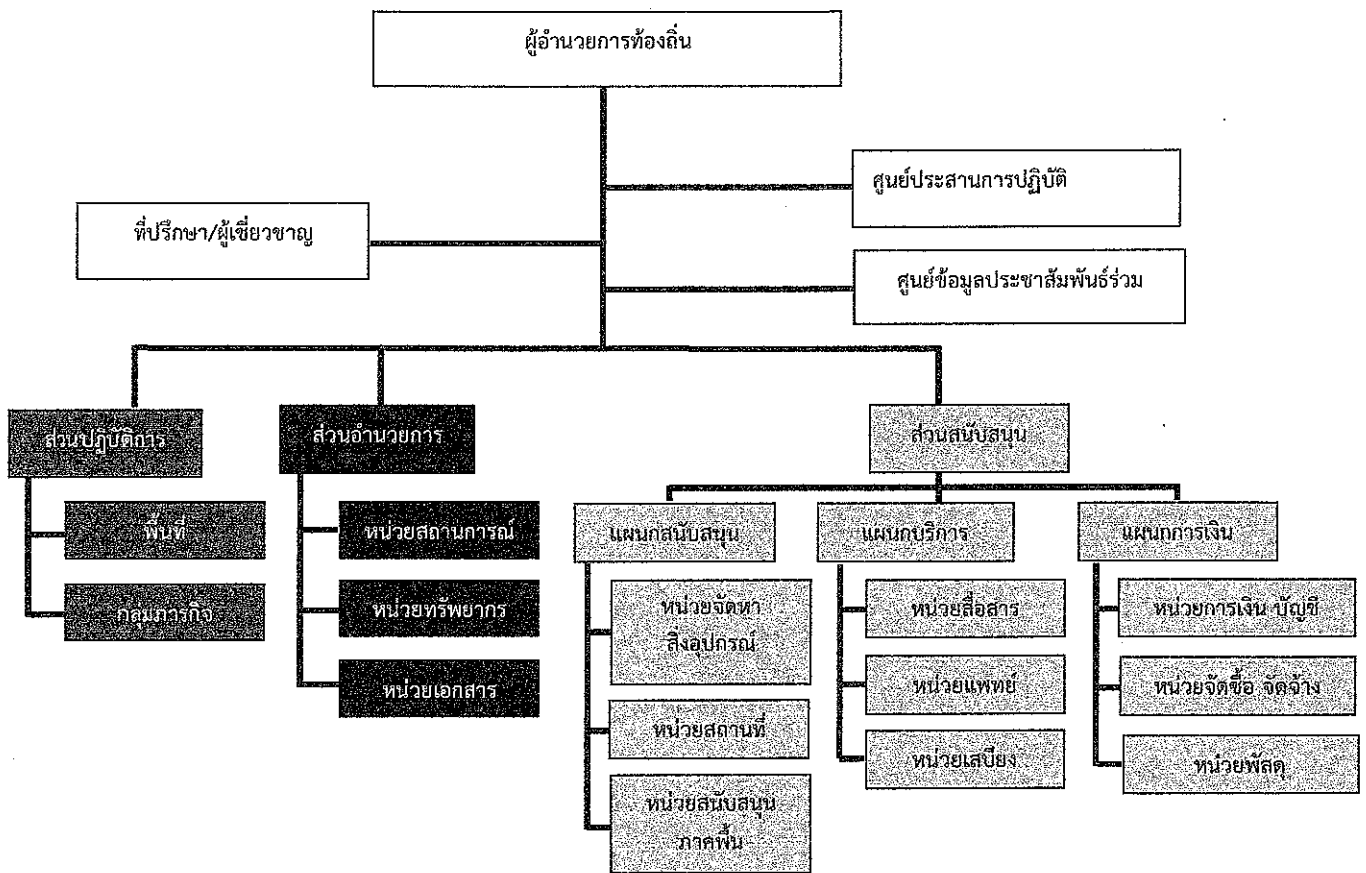 ผู้อำนวยการท้องถิ่น
ศูนย์ประสานการปฏิบัติ
ที่ปรึกษา/ผู้เชี่ยวชาญ
ศูนย์ข้อมูลประชาสัมพันธ์ร่วม
ส่วนปฏิบัติการ
พื้นที่
กลุ่มภารกิจ
ส่วนอำนวยการ
หน่วยสถานการณ์
หน่วยทรัพยากร
หน่วยเอกสาร
ส่วนสนับสนุน
แผนกสนับสนุน
หน่วยจัดหา
สิ่งอุปกรณ์
หน่วยสถานที่
หน่วยสนับสนุน
ภาคพื้น
แผนกบริการ
หน่วยสื่อสาร
หน่วยแพทย์
หน่วยเสบียง
แผนกการเงิน
หน่วยการเงิน บัญชี
หน่วยจัดซื้อ จัดจ้าง
หน่วยพัสดุ